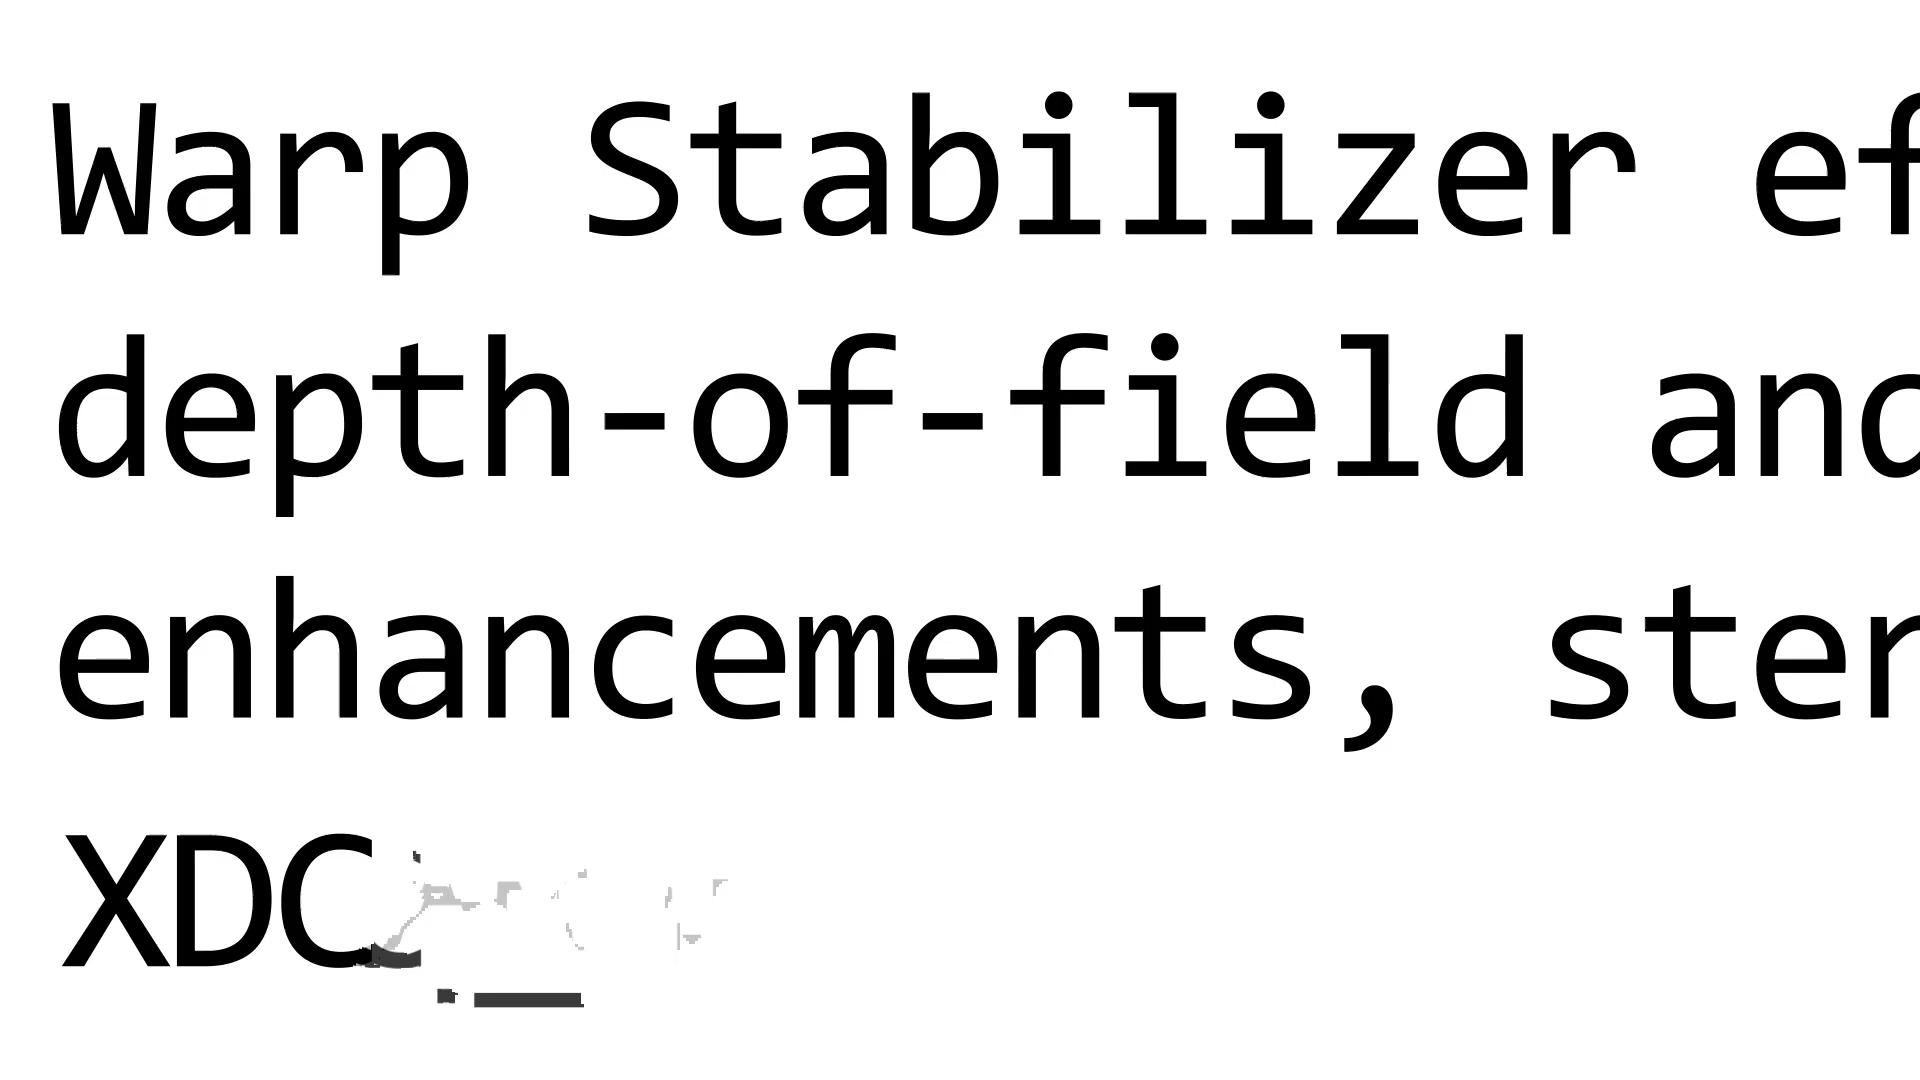 Warp Stabilizer ef
depth-of-field and
enhancements, ster
XDC